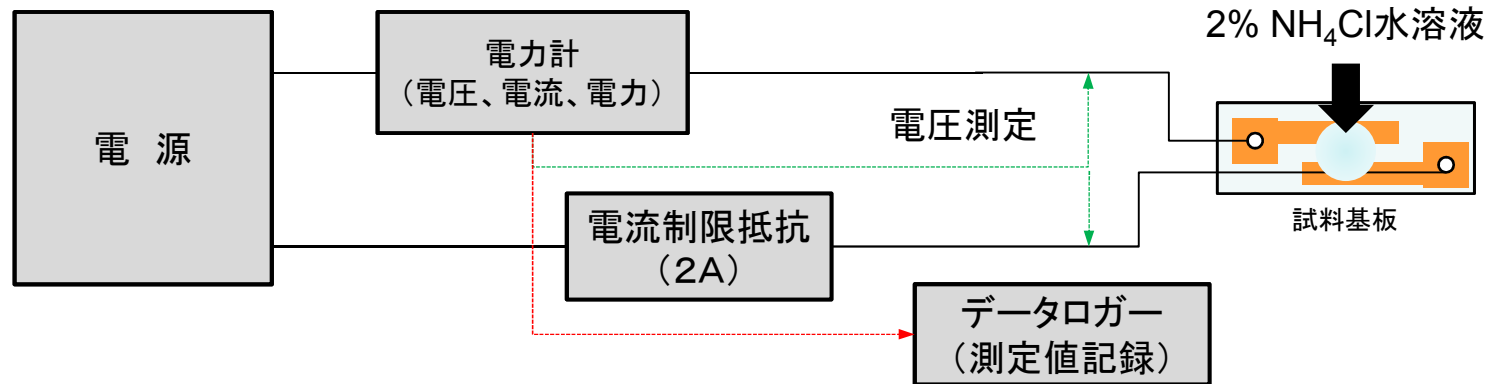 2% NH₄Cl水溶液
電力計
(電圧、電流、電力)
電 源
電圧測定
電流制限抵抗
(2A)
試料基板
データロガー
(測定値記録)